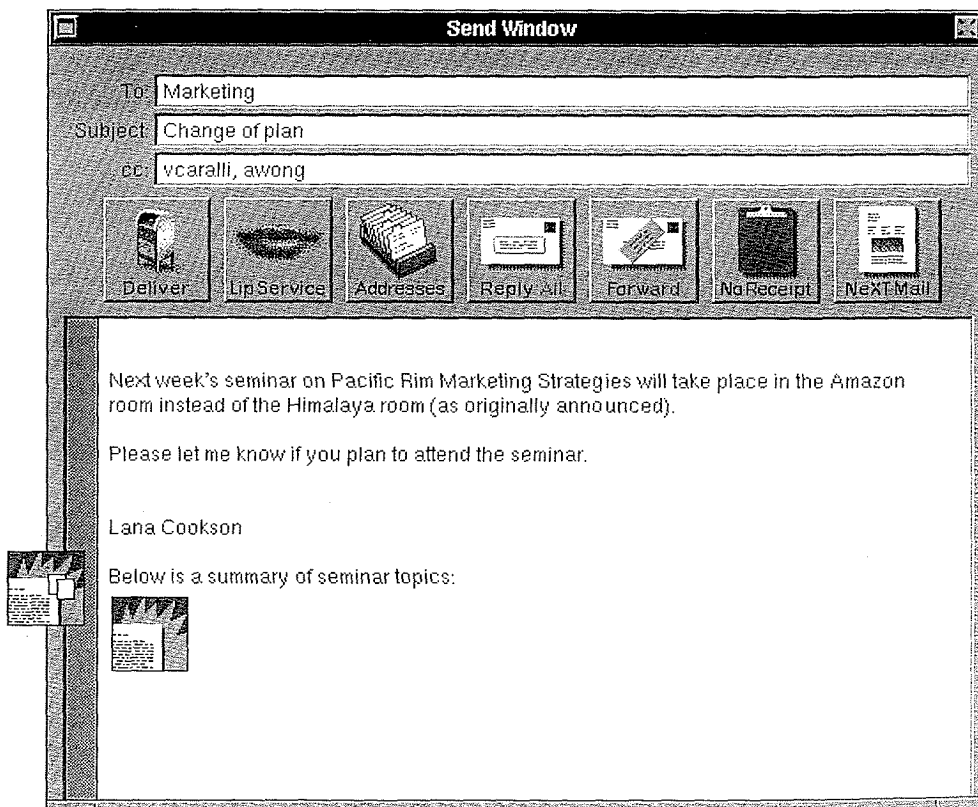 Send Window
To: Marketing
Subject: Change of plan
cc: vcaralli, awong
Deliver LipService Addresses Reply All Forward NoReceipt NeXTMail
Next week's seminar on Pacific Rim Marketing Strategies will take place in the Amazon
room instead of the Himalaya room (as originally announced).
Please let me know if you plan to attend the seminar.
Lana Cookson
Below is a summary of seminar topics: